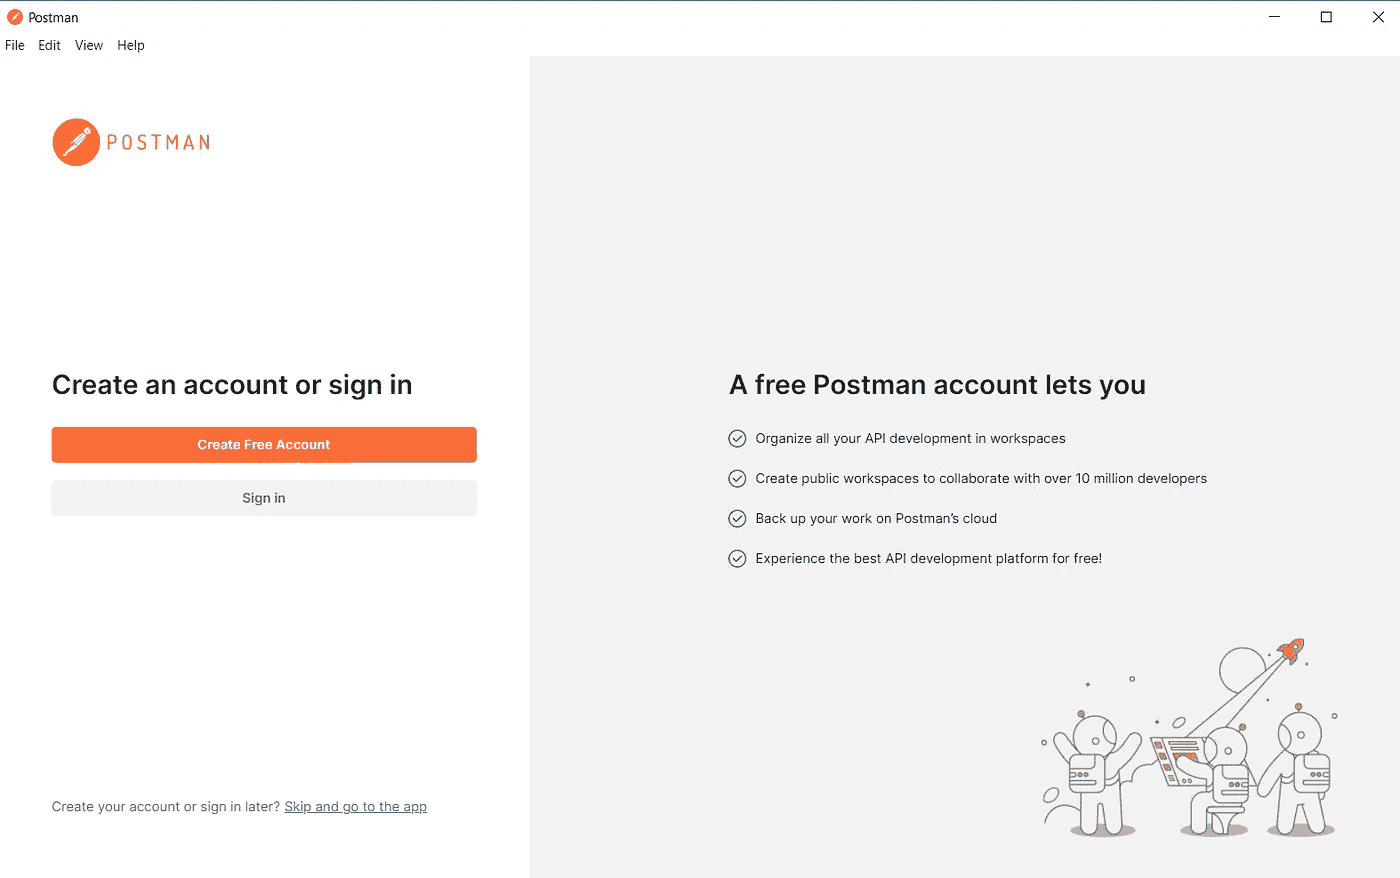 Postman
File Edit View Help
POSTMAN
Create an account or sign in
Create Free Account
Sign in
Create your account or sign in later? Skip and go to the app
A free Postman account lets you
Organize all your API development in workspaces
Create public workspaces to collaborate with over 10 million developers
Back up your work on Postman's cloud
Experience the best API development platform for free!